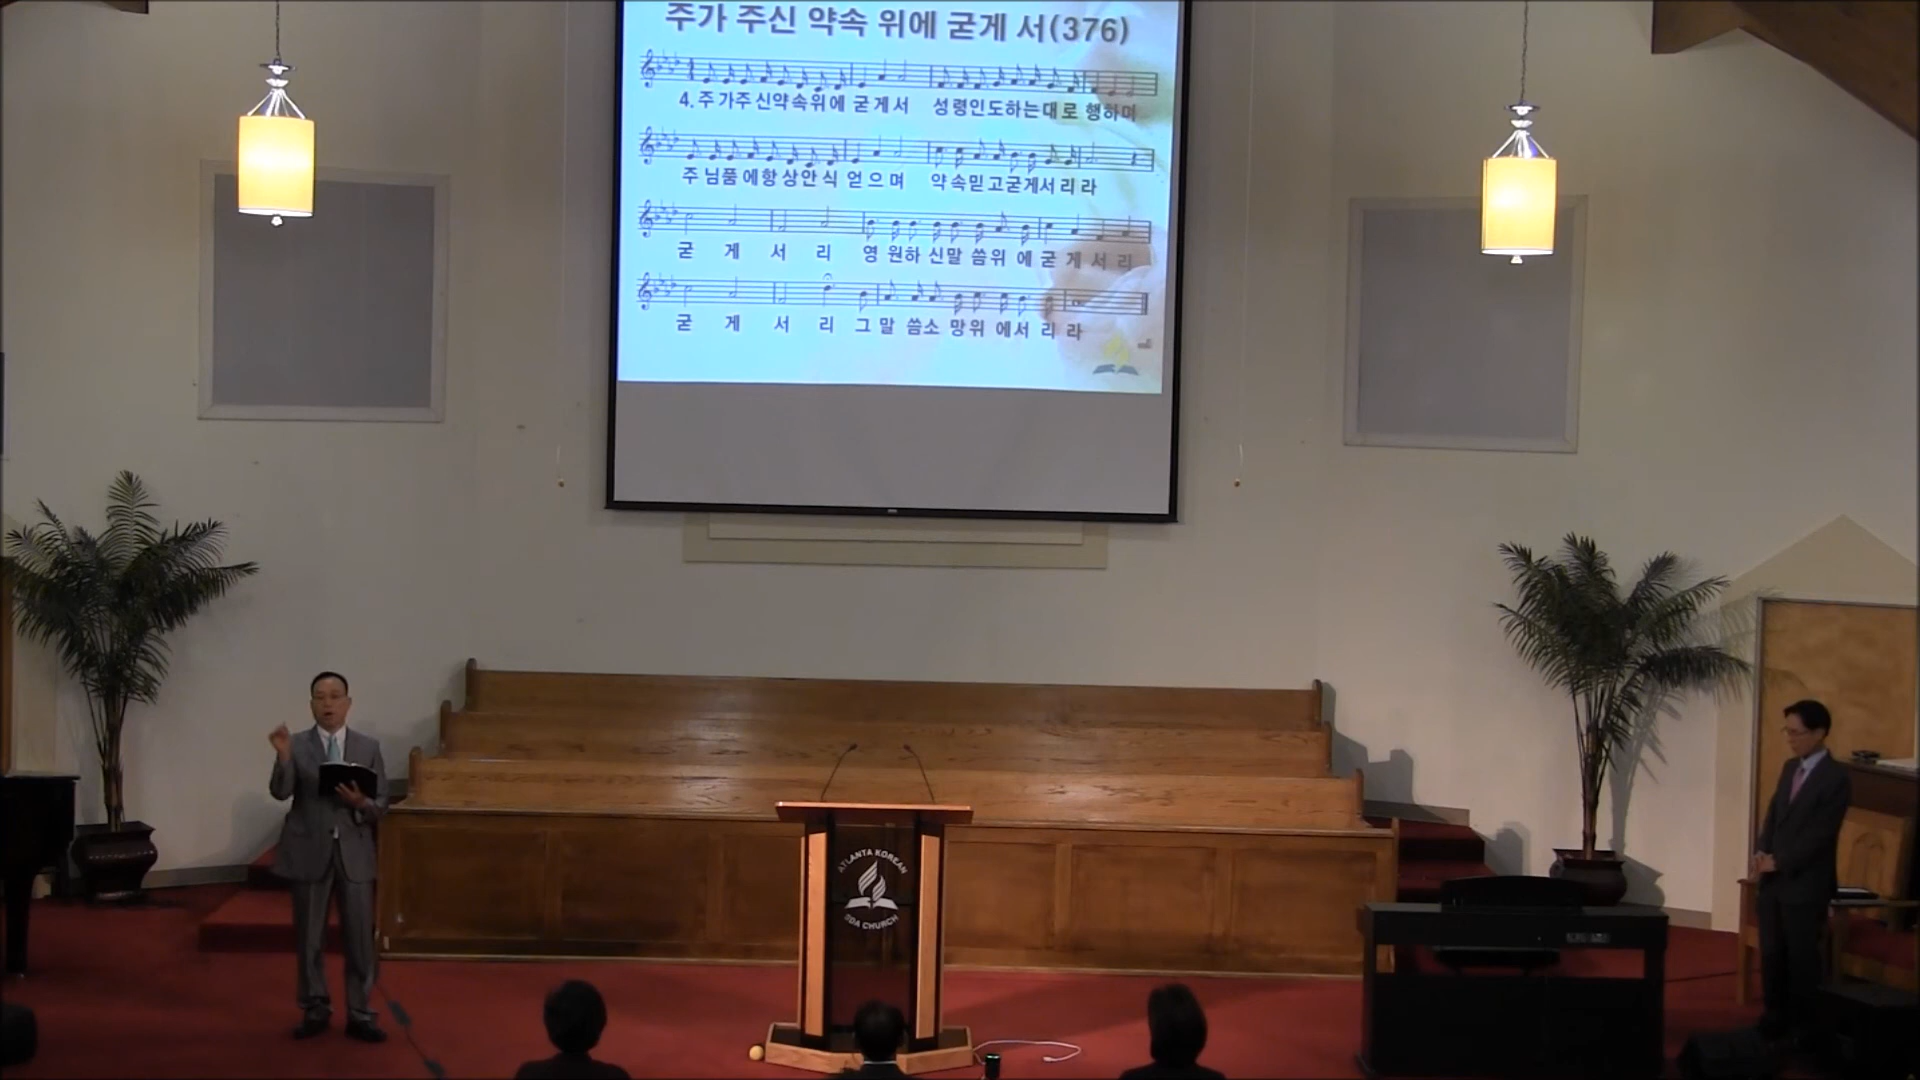 주가 주신 약속 위에 굳게 서(376)
4. 주가주신약속위에 굳게서 성령인도하는대로 행하며
주님품에항상안식 얻으며 약속믿고굳게서리라
굳게서리 영원하신말씀위에굳게서리
굳게서리 그말씀소망위에서리라
ATLANTA KOREAN
SDA CHURCH